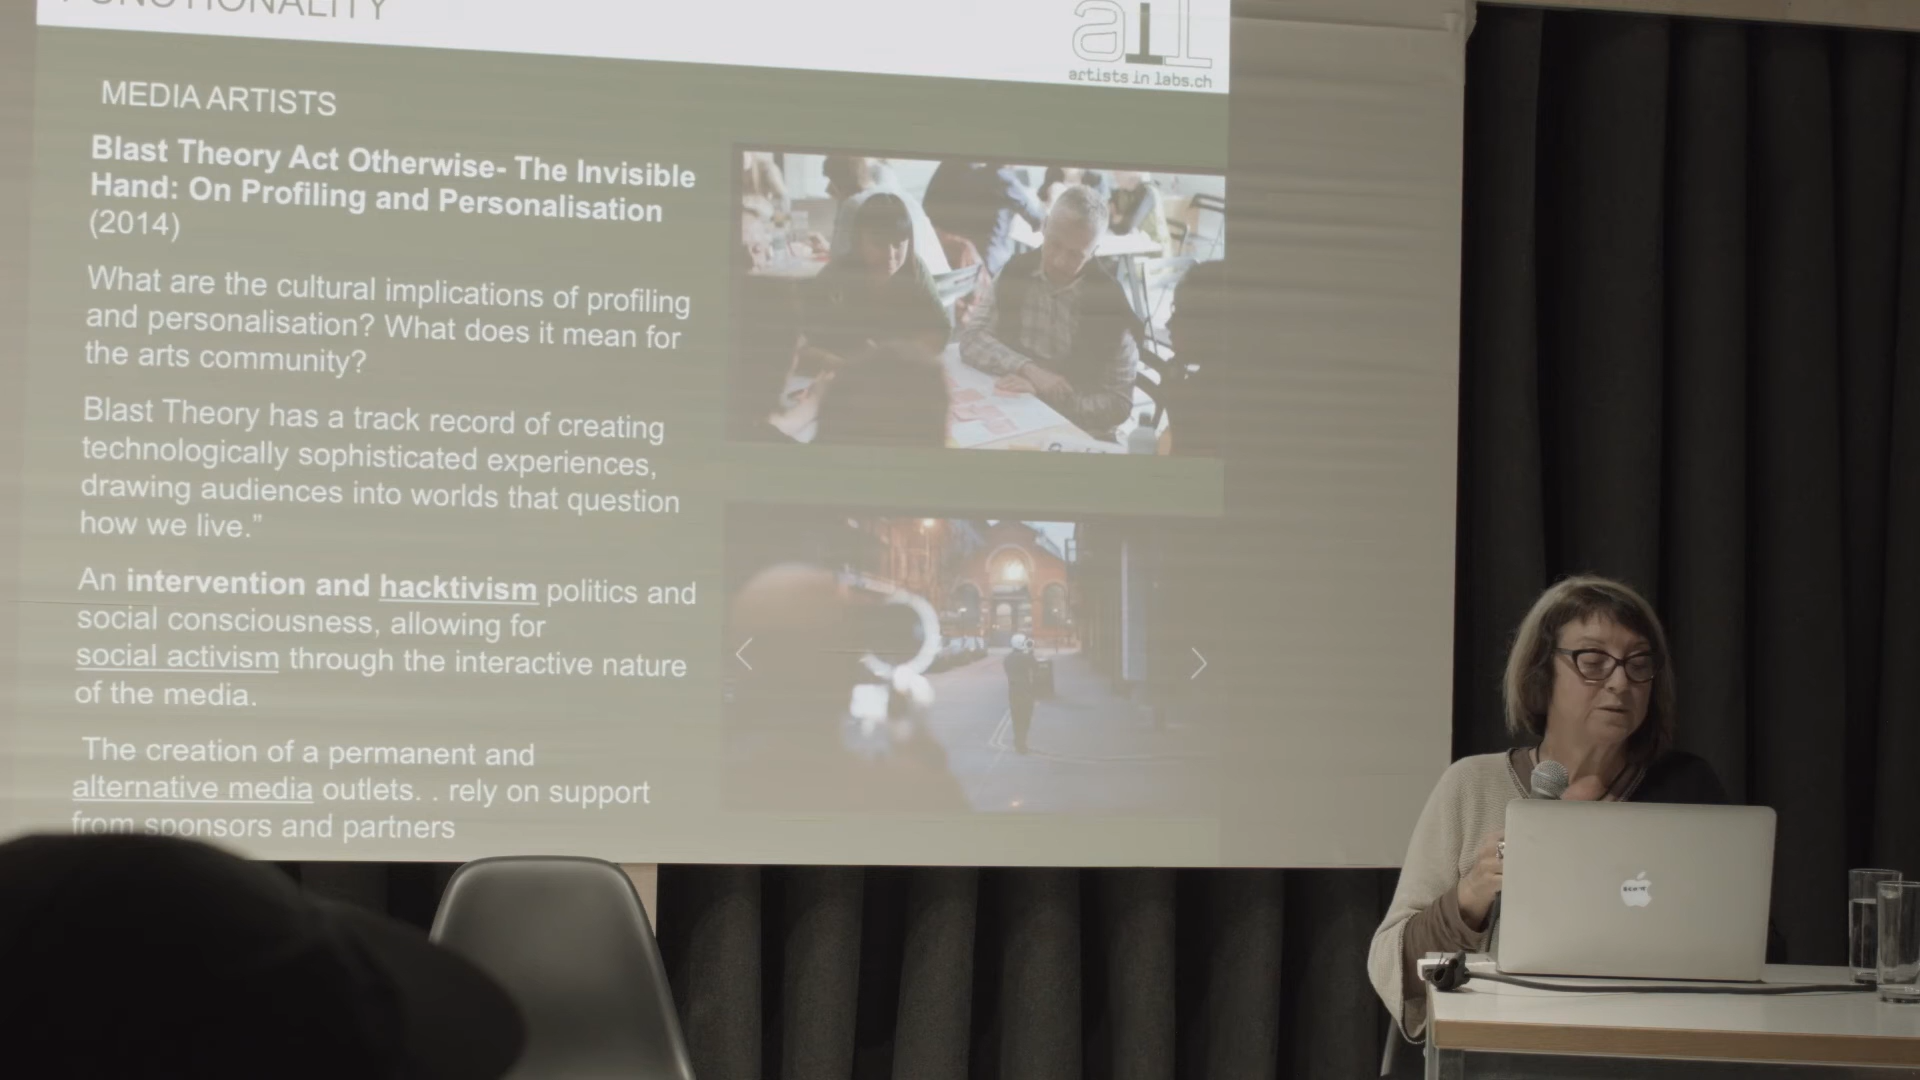 FUNCTIONALITY
ail
artists in labs.ch
MEDIA ARTISTS
Blast Theory Act Otherwise- The Invisible
Hand: On Profiling and Personalisation
(2014)
What are the cultural implications of profiling
and personalisation? What does it mean for
the arts community?
Blast Theory has a track record of creating
technologically sophisticated experiences,
drawing audiences into worlds that question
how we live.”
An intervention and hacktivism politics and
social consciousness, allowing for
social activism through the interactive nature
of the media.
The creation of a permanent and
alternative media outlets. . rely on support
from sponsors and partners